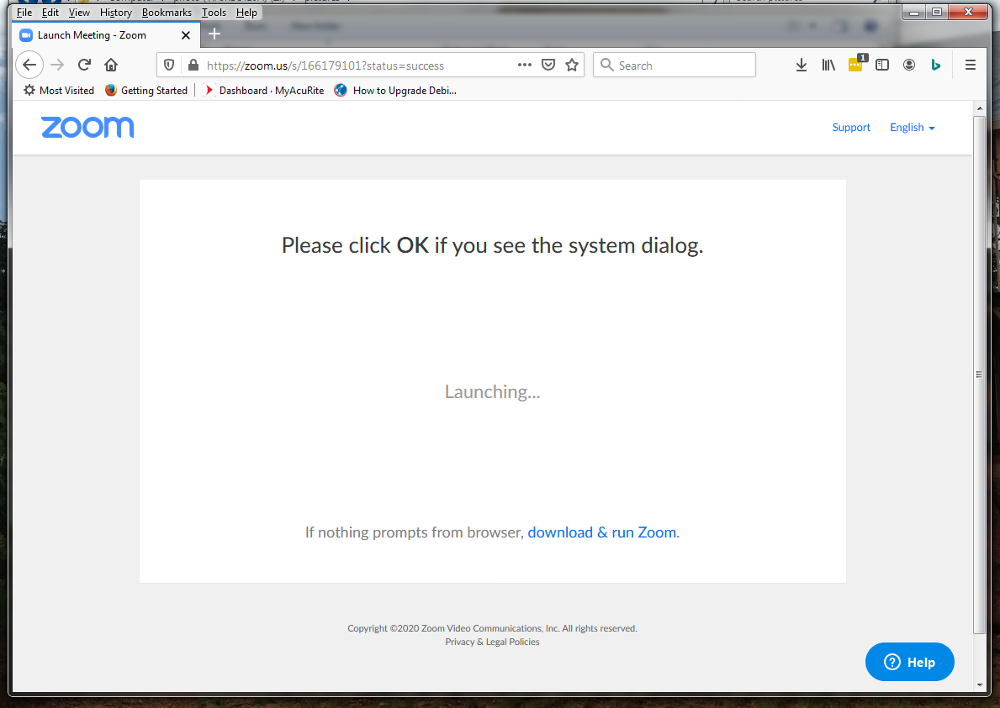 File Edit View History Bookmarks Tools Help
Launch Meeting - Zoom
https://zoom.us/s/166179101?status=success
Search
1
Most Visited Getting Started Dashboard · MyAcuRite How to Upgrade Debi...
zoom
Support English
Please click OK if you see the system dialog.
Launching...
If nothing prompts from browser, download & run Zoom.
Copyright ©2020 Zoom Video Communications, Inc. All rights reserved.
Privacy & Legal Policies
Help